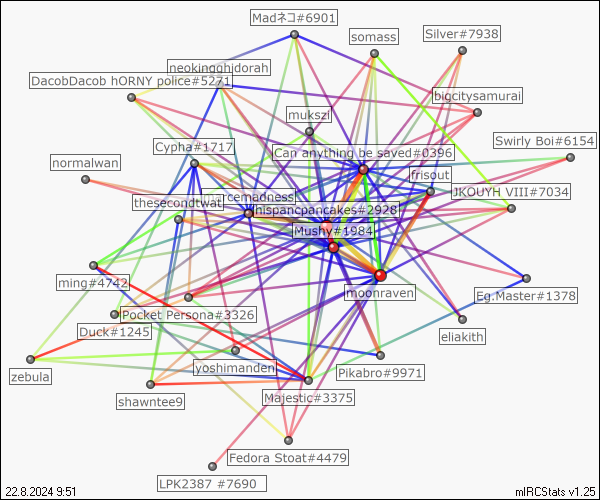 Madネコ#6901
somass
Silver#7938
neokingghidorah
DacobDacob hORNY police#5271
bigcitysamurai
mukszi
Swirly Boi#6154
Cypha#1717
Can anything be saved#0396
normalwan
frisout
JKOUYH VIII#7034
rcemadness
thesecondtwat
hispancpancakes#2928
Mushy#1984
ming#4742
moonraven
Eg.Master#1378
Pocket Persona#3326
Duck#1245
eliakith
zebula
yoshimanden
Pikabro#9971
shawntee9
Majestic#3375
Fedora Stoat#4479
LPK2387 #7690
22.8.2024 9:51
mIRCStats v1.25